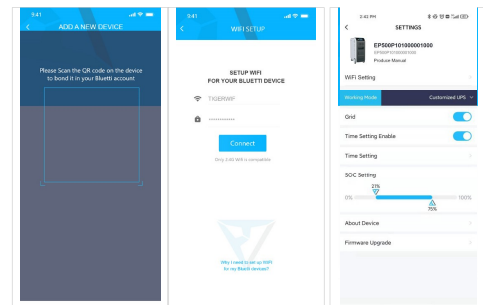 9:41
ADD A NEW DEVICE
Please Scan the QR code on the device
to bond it in your Bluetti account
9:41
WIFI SETUP
SETUP WIFI
FOR YOUR BLUETTI DEVICE
TIGERWIF
Connect
Only 2.4G Wifi is compatible
Why I need to set up WiFi
for my Bluetti devices?
2:42 PM
SETTINGS
EP500P101000001000
EP500P101000001000
Produce Manual
WiFi Setting
Working Mode
Customized UPS
Grid
Time Setting Enable
Time Setting
SOC Setting
21%
0%
100%
75%
About Device
Firmware Upgrade